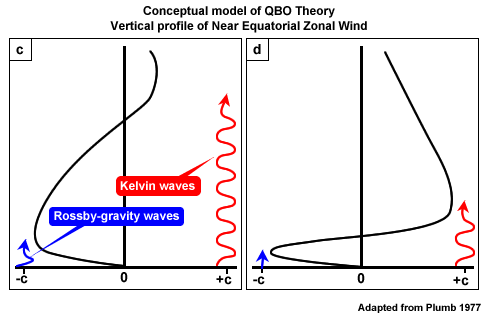 Conceptual model of QBO Theory
Vertical profile of Near Equatorial Zonal Wind
c
d
Kelvin waves
Rossby-gravity waves
-c 0 +c
-c 0 +c
Adapted from Plumb 1977